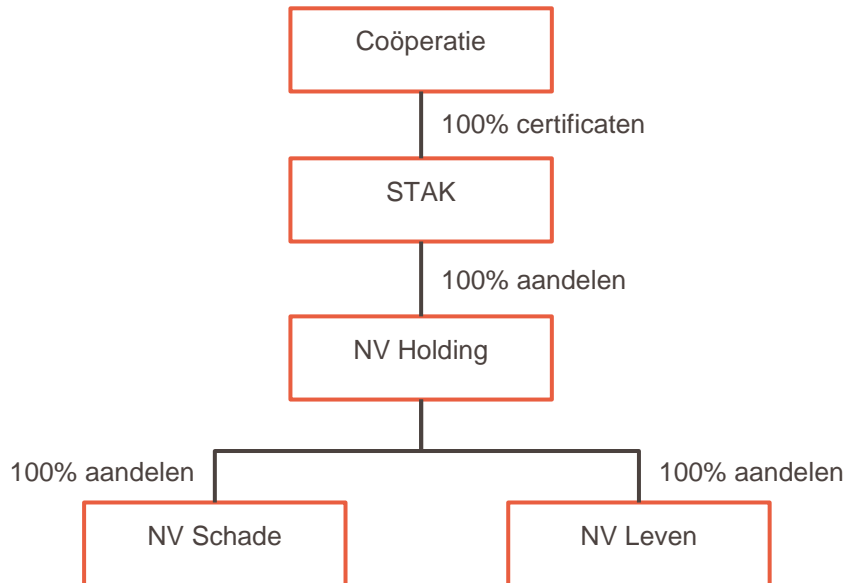 Coöperatie
100% certificaten
STAK
100% aandelen
NV Holding
100% aandelen
100% aandelen
NV Schade
NV Leven